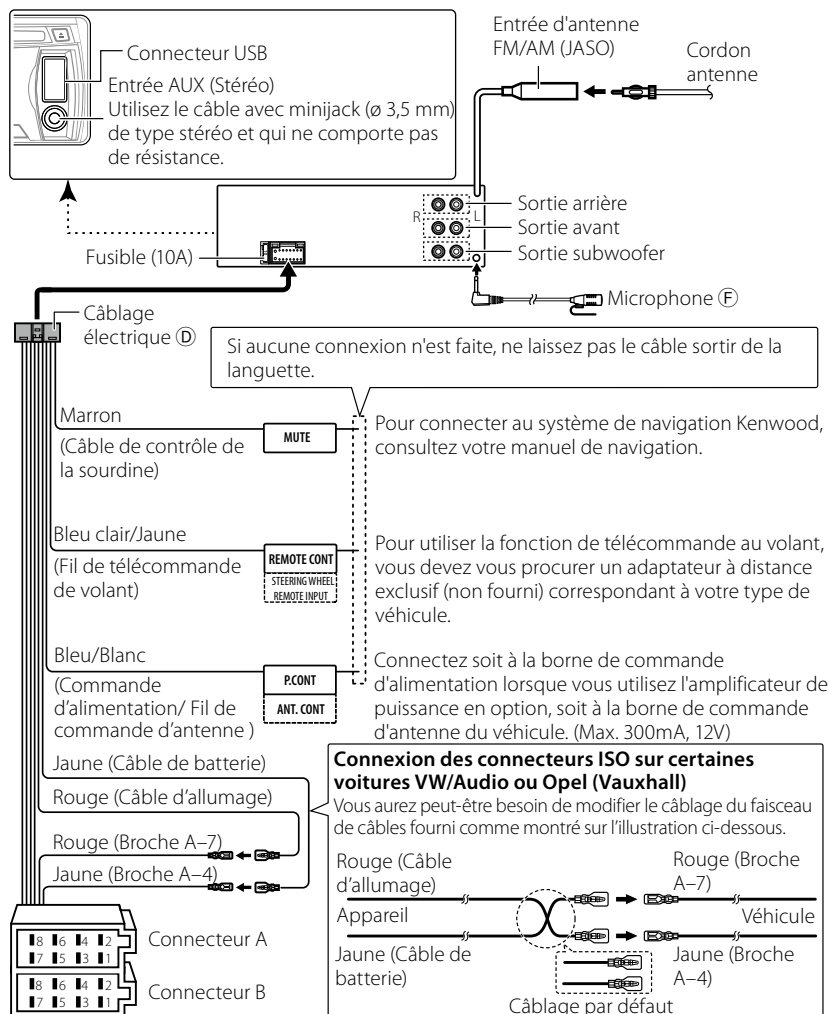 Connecteur USB
Entrée AUX (Stéréo)
Utilisez le câble avec minijack (ø 3,5 mm)
de type stéréo et qui ne comporte pas
de résistance.
Entrée d'antenne
FM/AM (JASO)
Cordon
antenne
R
L
Sortie arrière
Sortie avant
Sortie subwoofer
Fusible (10A)
Microphone Ⓕ
Câblage
électrique Ⓓ
Si aucune connexion n'est faite, ne laissez pas le câble sortir de la
languette.
Marron
(Câble de contrôle de
la sourdine)
MUTE
Pour connecter au système de navigation Kenwood,
consultez votre manuel de navigation.
Bleu clair/Jaune
(Fil de télécommande
de volant)
REMOTE CONT
STEERING WHEEL
REMOTE INPUT
Pour utiliser la fonction de télécommande au volant,
vous devez vous procurer un adaptateur à distance
exclusif (non fourni) correspondant à votre type de
véhicule.
Bleu/Blanc
(Commande
d'alimentation/ Fil de
commande d'antenne )
P.CONT
ANT. CONT
Connectez soit à la borne de commande
d'alimentation lorsque vous utilisez l'amplificateur de
puissance en option, soit à la borne de commande
d'antenne du véhicule. (Max. 300mA, 12V)
Jaune (Câble de batterie)
Rouge (Câble d'allumage)
Rouge (Broche A–7)
Jaune (Broche A–4)
8 6 4 2
7 5 3 1
Connecteur A
8 6 4 2
7 5 3 1
Connecteur B
Connexion des connecteurs ISO sur certaines
voitures VW/Audio ou Opel (Vauxhall)
Vous aurez peut-être besoin de modifier le câblage du faisceau
de câbles fourni comme montré sur l'illustration ci-dessous.
Rouge (Câble
d'allumage)
Rouge (Broche
A–7)
Appareil
Véhicule
Jaune (Câble de
batterie)
Jaune (Broche
A–4)
Câblage par défaut